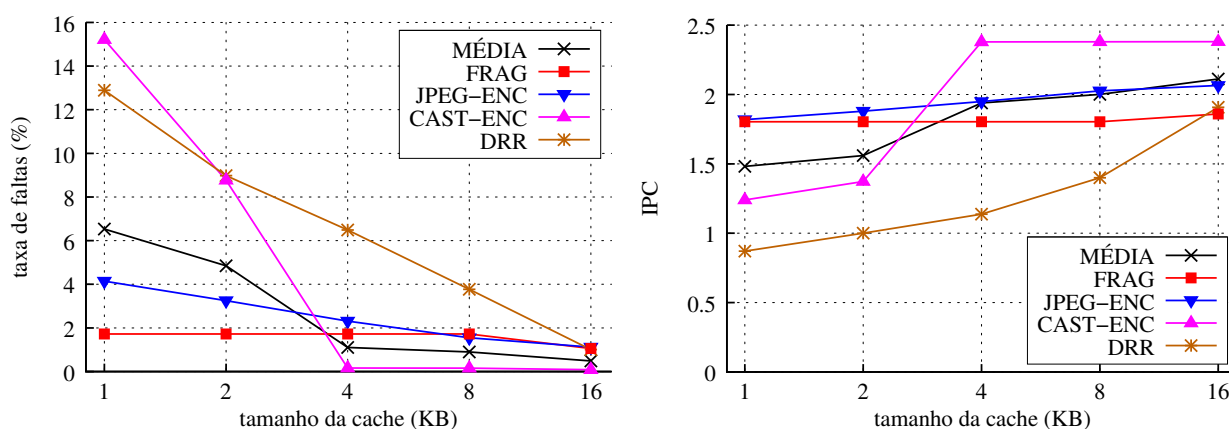 16
14
12
10
8
6
4
2
0
taxa de faltas (%)
MÉDIA
FRAG
JPEG−ENC
CAST−ENC
DRR
1 2 4 8 16
tamanho da cache (KB)
2.5
2
1.5
1
0.5
0
IPC
MÉDIA
FRAG
JPEG−ENC
CAST−ENC
DRR
1 2 4 8 16
tamanho da cache (KB)